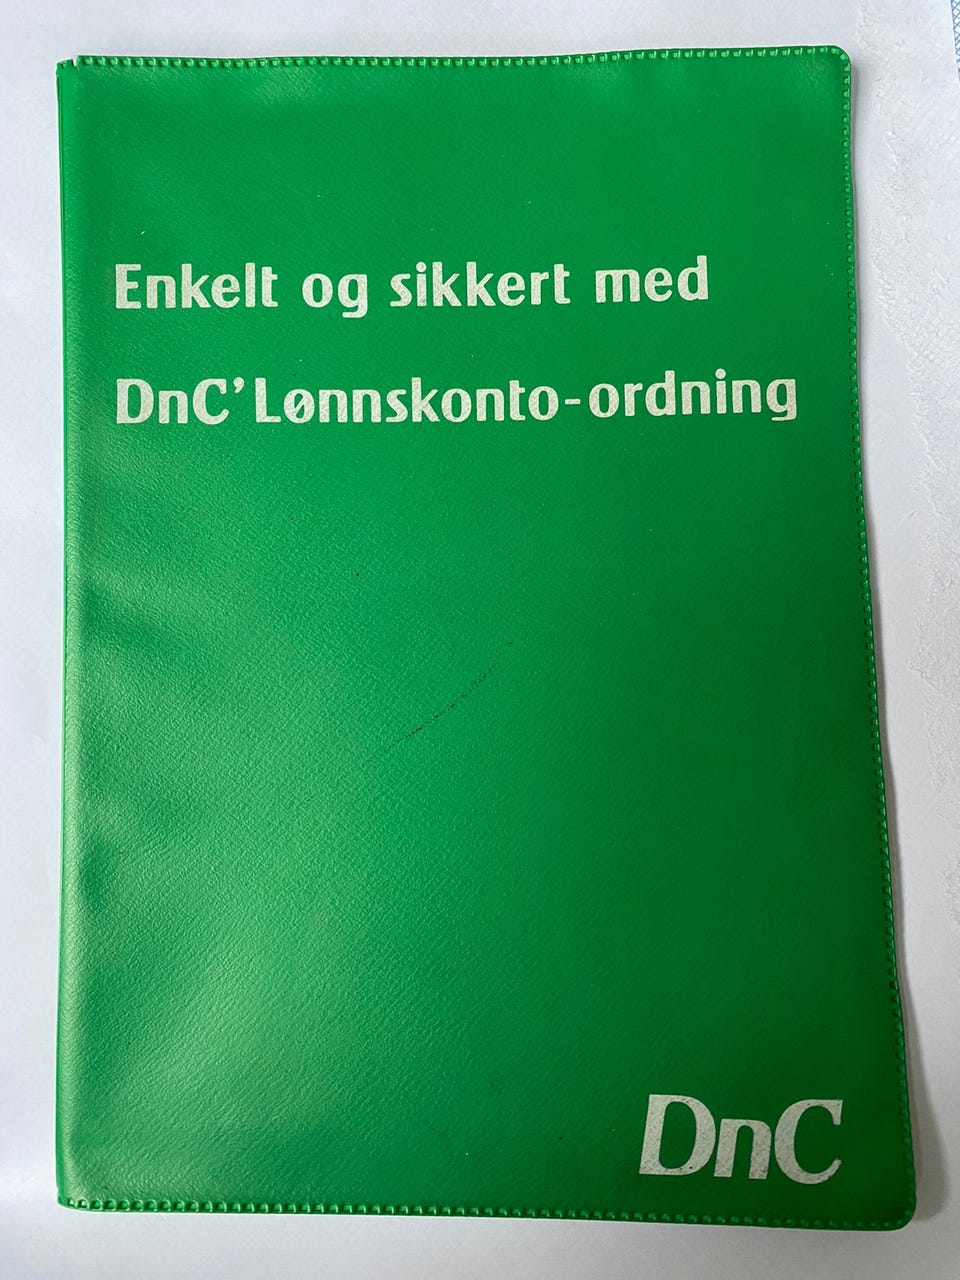 Enkelt og sikkert med
DnC' Lønnskonto-ordning
DnC